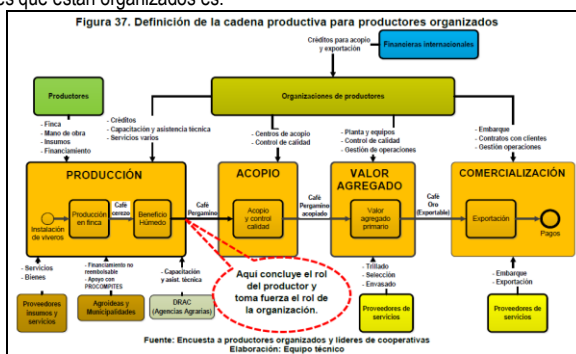 es que están organizados es:
Figura 37. Definición de la cadena productiva para productores organizados
Créditos para acopio
y exportación
Financieras internacionales
Productores
Organizaciones de productores
- Finca
- Mano de obra
- Insumos
- Financiamiento
- Créditos
- Capacitación y asistencia técnica
- Servicios varios
- Centros de acopio
- Control de calidad
- Planta y equipos
- Control de calidad
- Gestión de operaciones
- Embarque
- Contratos con clientes
- Gestión operaciones
PRODUCCIÓN
ACOPIO
VALOR
AGREGADO
COMERCIALIZACIÓN
Instalación
de viveros
Producción
en finca
Café
cerezo
Beneficio
Húmedo
Café
Pergamino
Acopio
y control
calidad
Café
Pergamino
acopiado
Valor
agregado
primario
Café
Oro
(Exportable)
Exportación
Pagos
- Servicios
- Bienes
- Financiamiento no
reembolsable
- Apoyo con
PROCOMPITES
- Capacitación
y asist. técnica
Aquí concluye el rol
del productor y
toma fuerza el rol de
la organización.
- Trillado
- Selección
- Envasado
- Embarque
- Exportación
Proveedores
insumos y
servicios
Agroideas y
Municipalidades
DRAC
(Agencias Agrarias)
Proveedores de
servicios
Proveedores de
servicios
Fuente: Encuesta a productores organizados y líderes de cooperativas
Elaboración: Equipo técnico